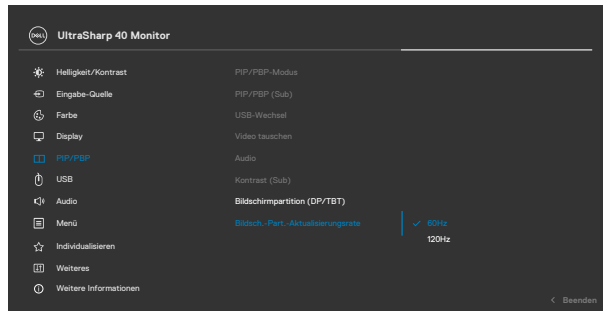 DELL UltraSharp 40 Monitor
Helligkeit/Kontrast PIP/PBP-Modus
Eingabe-Quelle PIP/PBP (Sub)
Farbe USB-Wechsel
Display Video tauschen
PIP/PBP Audio
USB Kontrast (Sub)
Audio Bildschirmpartition (DP/TBT)
Menü Bildsch.-Part.-Aktualisierungsrate 60Hz
120Hz
Individualisieren
Weiteres
Weitere Informationen
Beenden